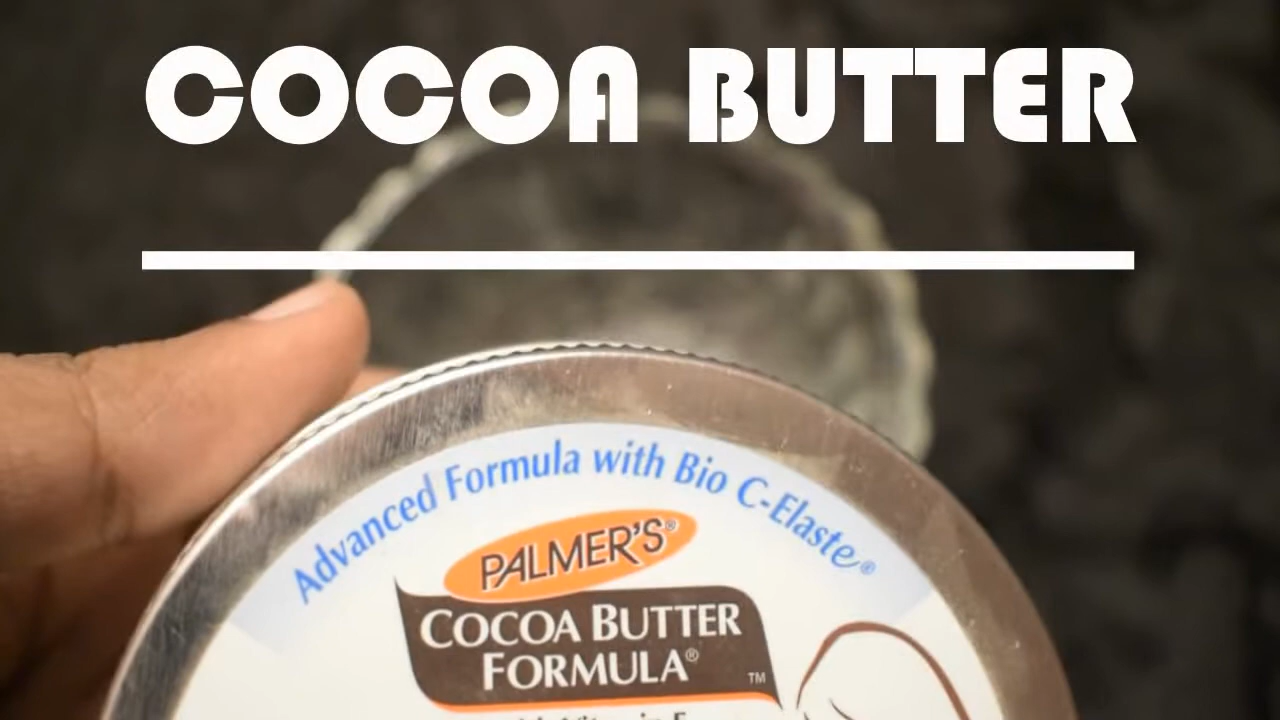 COCOA BUTTER
Advanced Formula with Bio C-Elaste®
PALMER'S®
COCOA BUTTER
FORMULA®
™